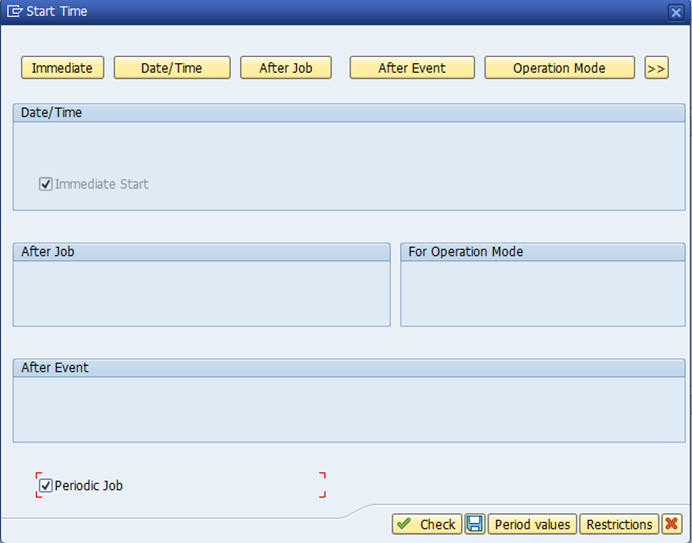 Start Time
Immediate Date/Time After Job After Event Operation Mode >>
Date/Time
Immediate Start
After Job For Operation Mode
After Event
Periodic Job
Check Period values Restrictions